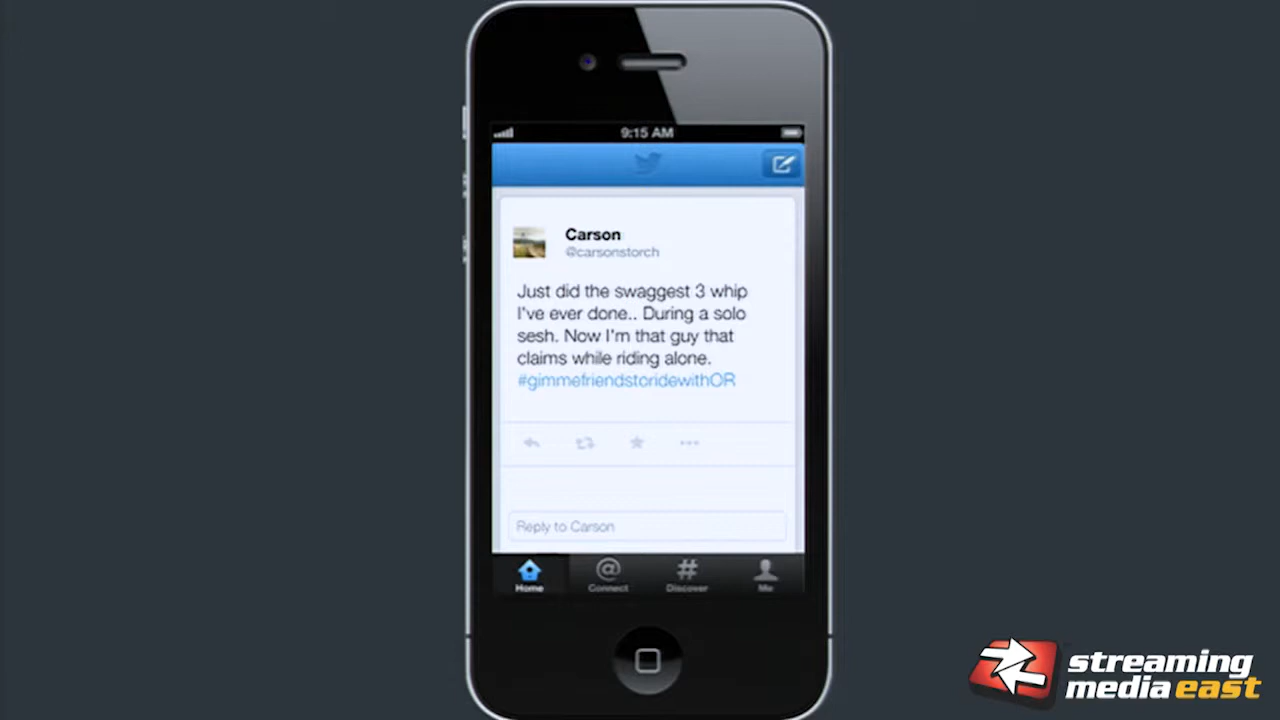 9:15 AM
Carson
@carsonstorch
Just did the swaggest 3 whip
I've ever done.. During a solo
sesh. Now I'm that guy that
claims while riding alone.
#gimmefriendstoridewithOR
Reply to Carson
Home
Connect
Discover
Me
streaming
media east